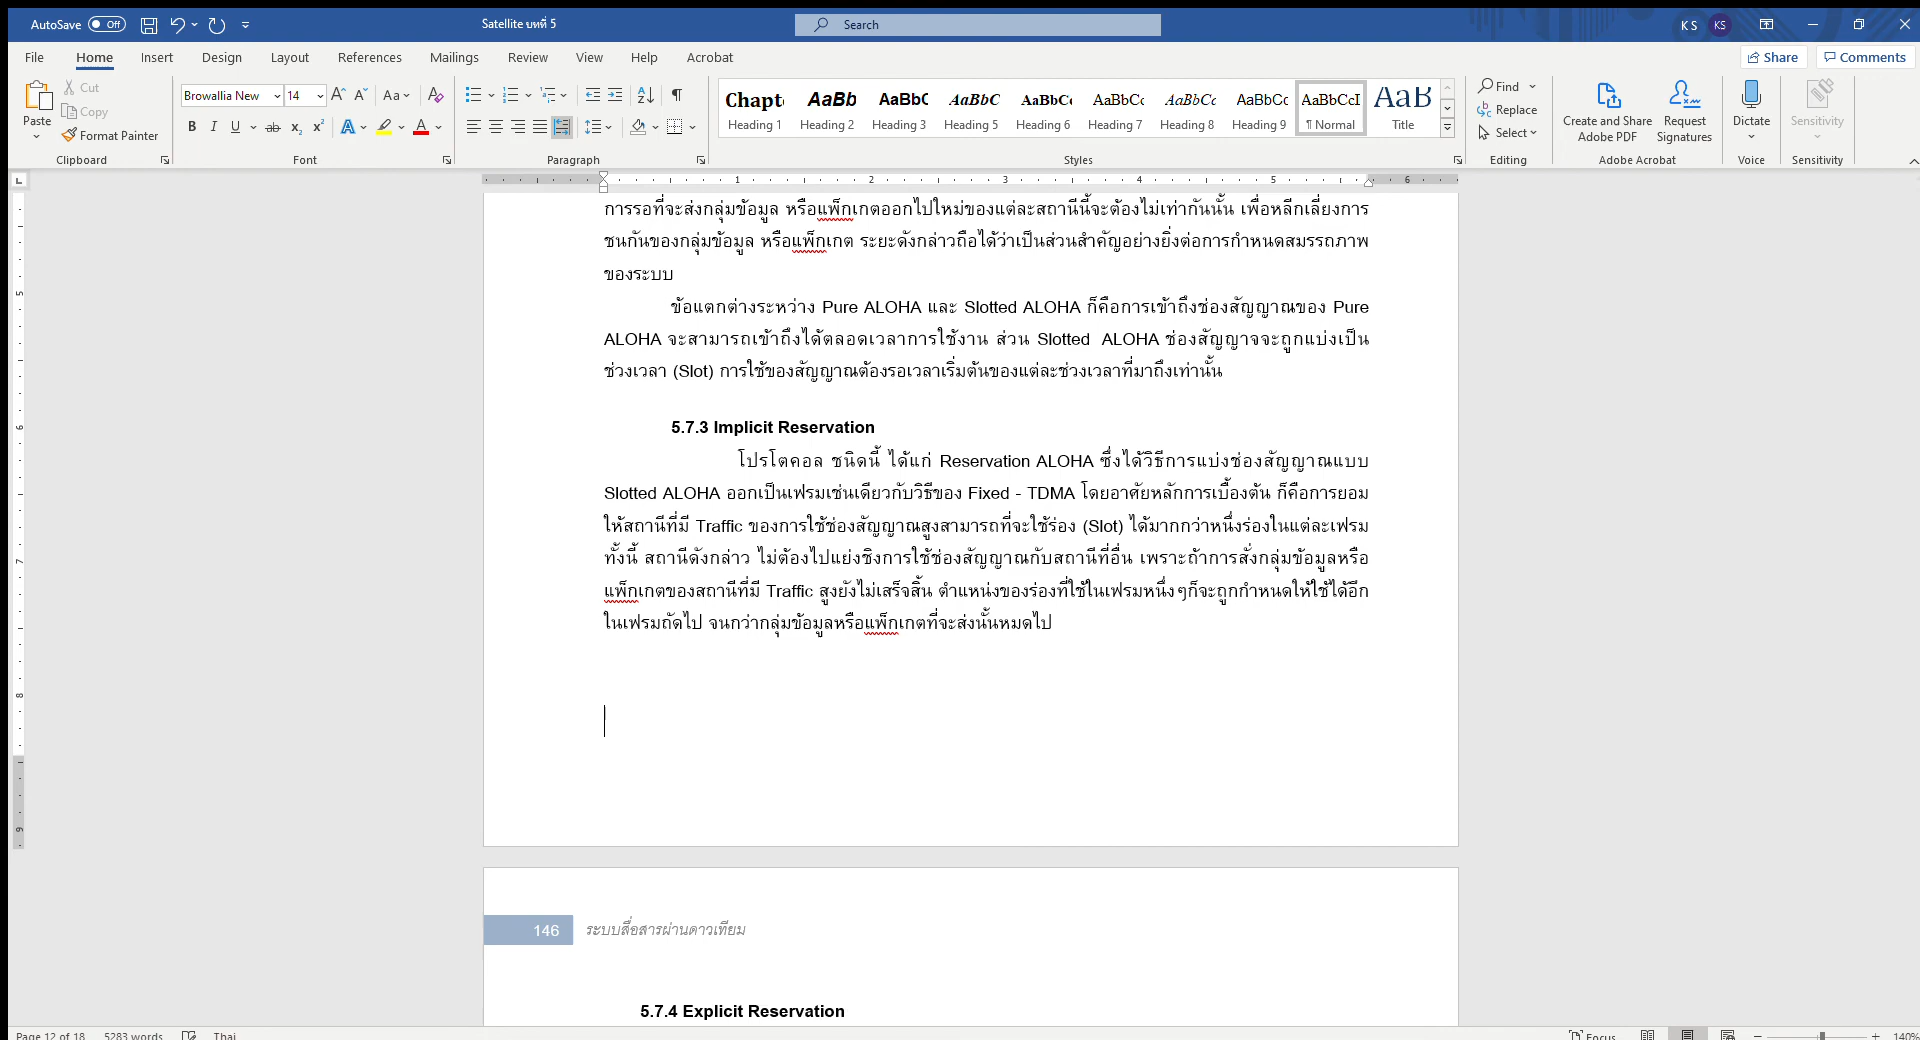 AutoSave Off Satellite บทที่ 5 Search K S KS
File Home Insert Design Layout References Mailings Review View Help Acrobat Share Comments
Paste Cut Copy Format Painter Clipboard
Browallia New 14 Aa Font
Paragraph
Chapt Heading 1 AaBb Heading 2 AaBbC Heading 3 AaBbC Heading 5 AaBbCc Heading 6 AaBbCc Heading 7 AaBbCc Heading 8 AaBbCc Heading 9 AaBbCcI ¶ Normal AaB Title
Styles
Find Replace Select Editing
Create and Share Adobe PDF Request Signatures Adobe Acrobat
Dictate Voice
Sensitivity Sensitivity
1 2 3 4 5 6
การรอที่จะส่งกลุ่มข้อมูล หรือแพ็กเกตออกไปใหม่ของแต่ละสถานีนี้จะต้องไม่เท่ากันนั้น เพื่อหลีกเลี่ยงการ
ชนกันของกลุ่มข้อมูล หรือแพ็กเกต ระยะดังกล่าวถือได้ว่าเป็นส่วนสำคัญอย่างยิ่งต่อการกำหนดสมรรถภาพ
ของระบบ
ข้อแตกต่างระหว่าง Pure ALOHA และ Slotted ALOHA ก็คือการเข้าถึงช่องสัญญาณของ Pure
ALOHA จะสามารถเข้าถึงได้ตลอดเวลาการใช้งาน ส่วน Slotted ALOHA ช่องสัญญาจจะถูกแบ่งเป็น
ช่วงเวลา (Slot) การใช้ของสัญญาณต้องรอเวลาเริ่มต้นของแต่ละช่วงเวลาที่มาถึงเท่านั้น
5.7.3 Implicit Reservation
โปรโตคอล ชนิดนี้ ได้แก่ Reservation ALOHA ซึ่งได้วิธีการแบ่งช่องสัญญาณแบบ
Slotted ALOHA ออกเป็นเฟรมเช่นเดียวกับวิธีของ Fixed - TDMA โดยอาศัยหลักการเบื้องต้น ก็คือการยอม
ให้สถานีที่มี Traffic ของการใช้ช่องสัญญาณสูงสามารถที่จะใช้ร่อง (Slot) ได้มากกว่าหนึ่งร่องในแต่ละเฟรม
ทั้งนี้ สถานีดังกล่าว ไม่ต้องไปแย่งชิงการใช้ช่องสัญญาณกับสถานีที่อื่น เพราะถ้าการสั่งกลุ่มข้อมูลหรือ
แพ็กเกตของสถานีที่มี Traffic สูงยังไม่เสร็จสิ้น ตำแหน่งของร่องที่ใช้ในเฟรมหนึ่งๆก็จะถูกกำหนดให้ใช้ได้อีก
ในเฟรมถัดไป จนกว่ากลุ่มข้อมูลหรือแพ็กเกตที่จะส่งนั้นหมดไป
5
6
7
8
9
146 ระบบสื่อสารผ่านดาวเทียม
5.7.4 Explicit Reservation
Page 12 of 18 5283 words Thai Focus 140%